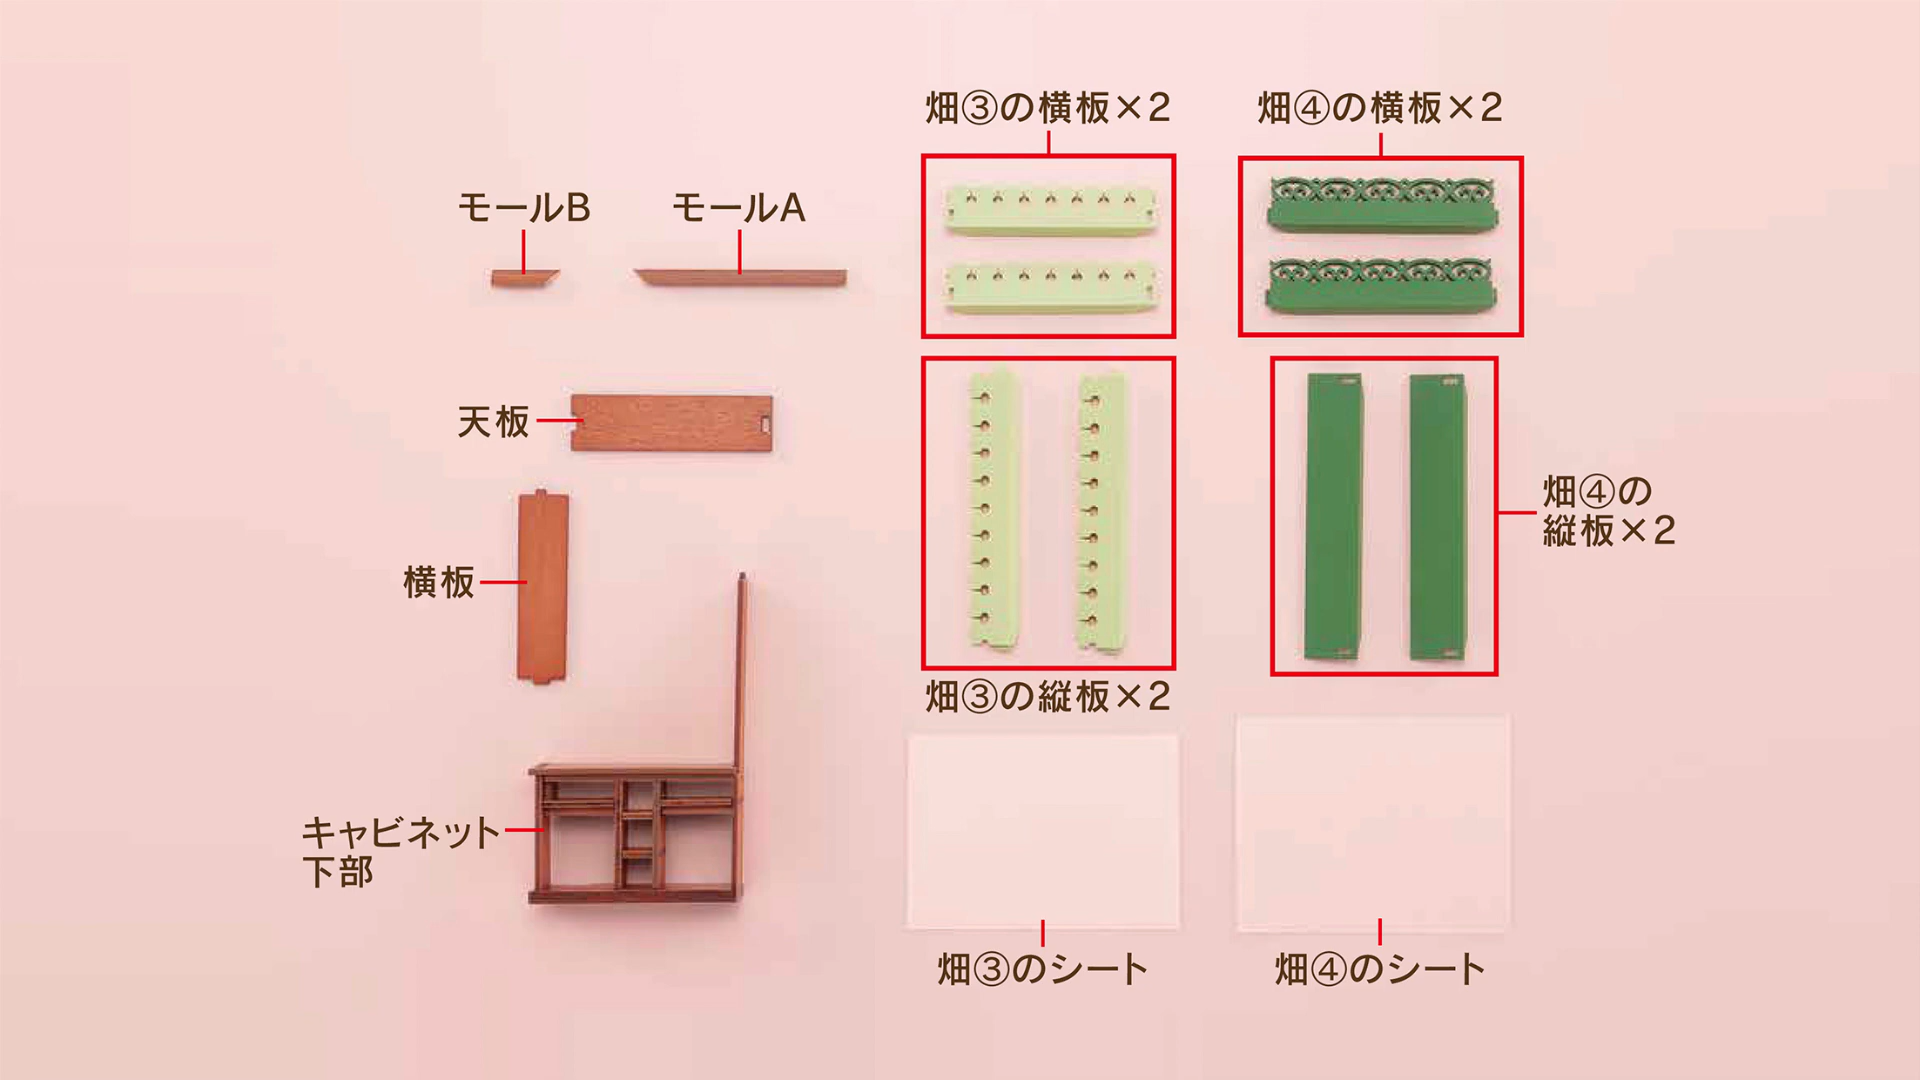 畑③の横板×2
畑④の横板×2
モールB
モールA
天板
横板
畑④の
縦板×2
畑③の縦板×2
キャビネット
下部
畑③のシート
畑④のシート